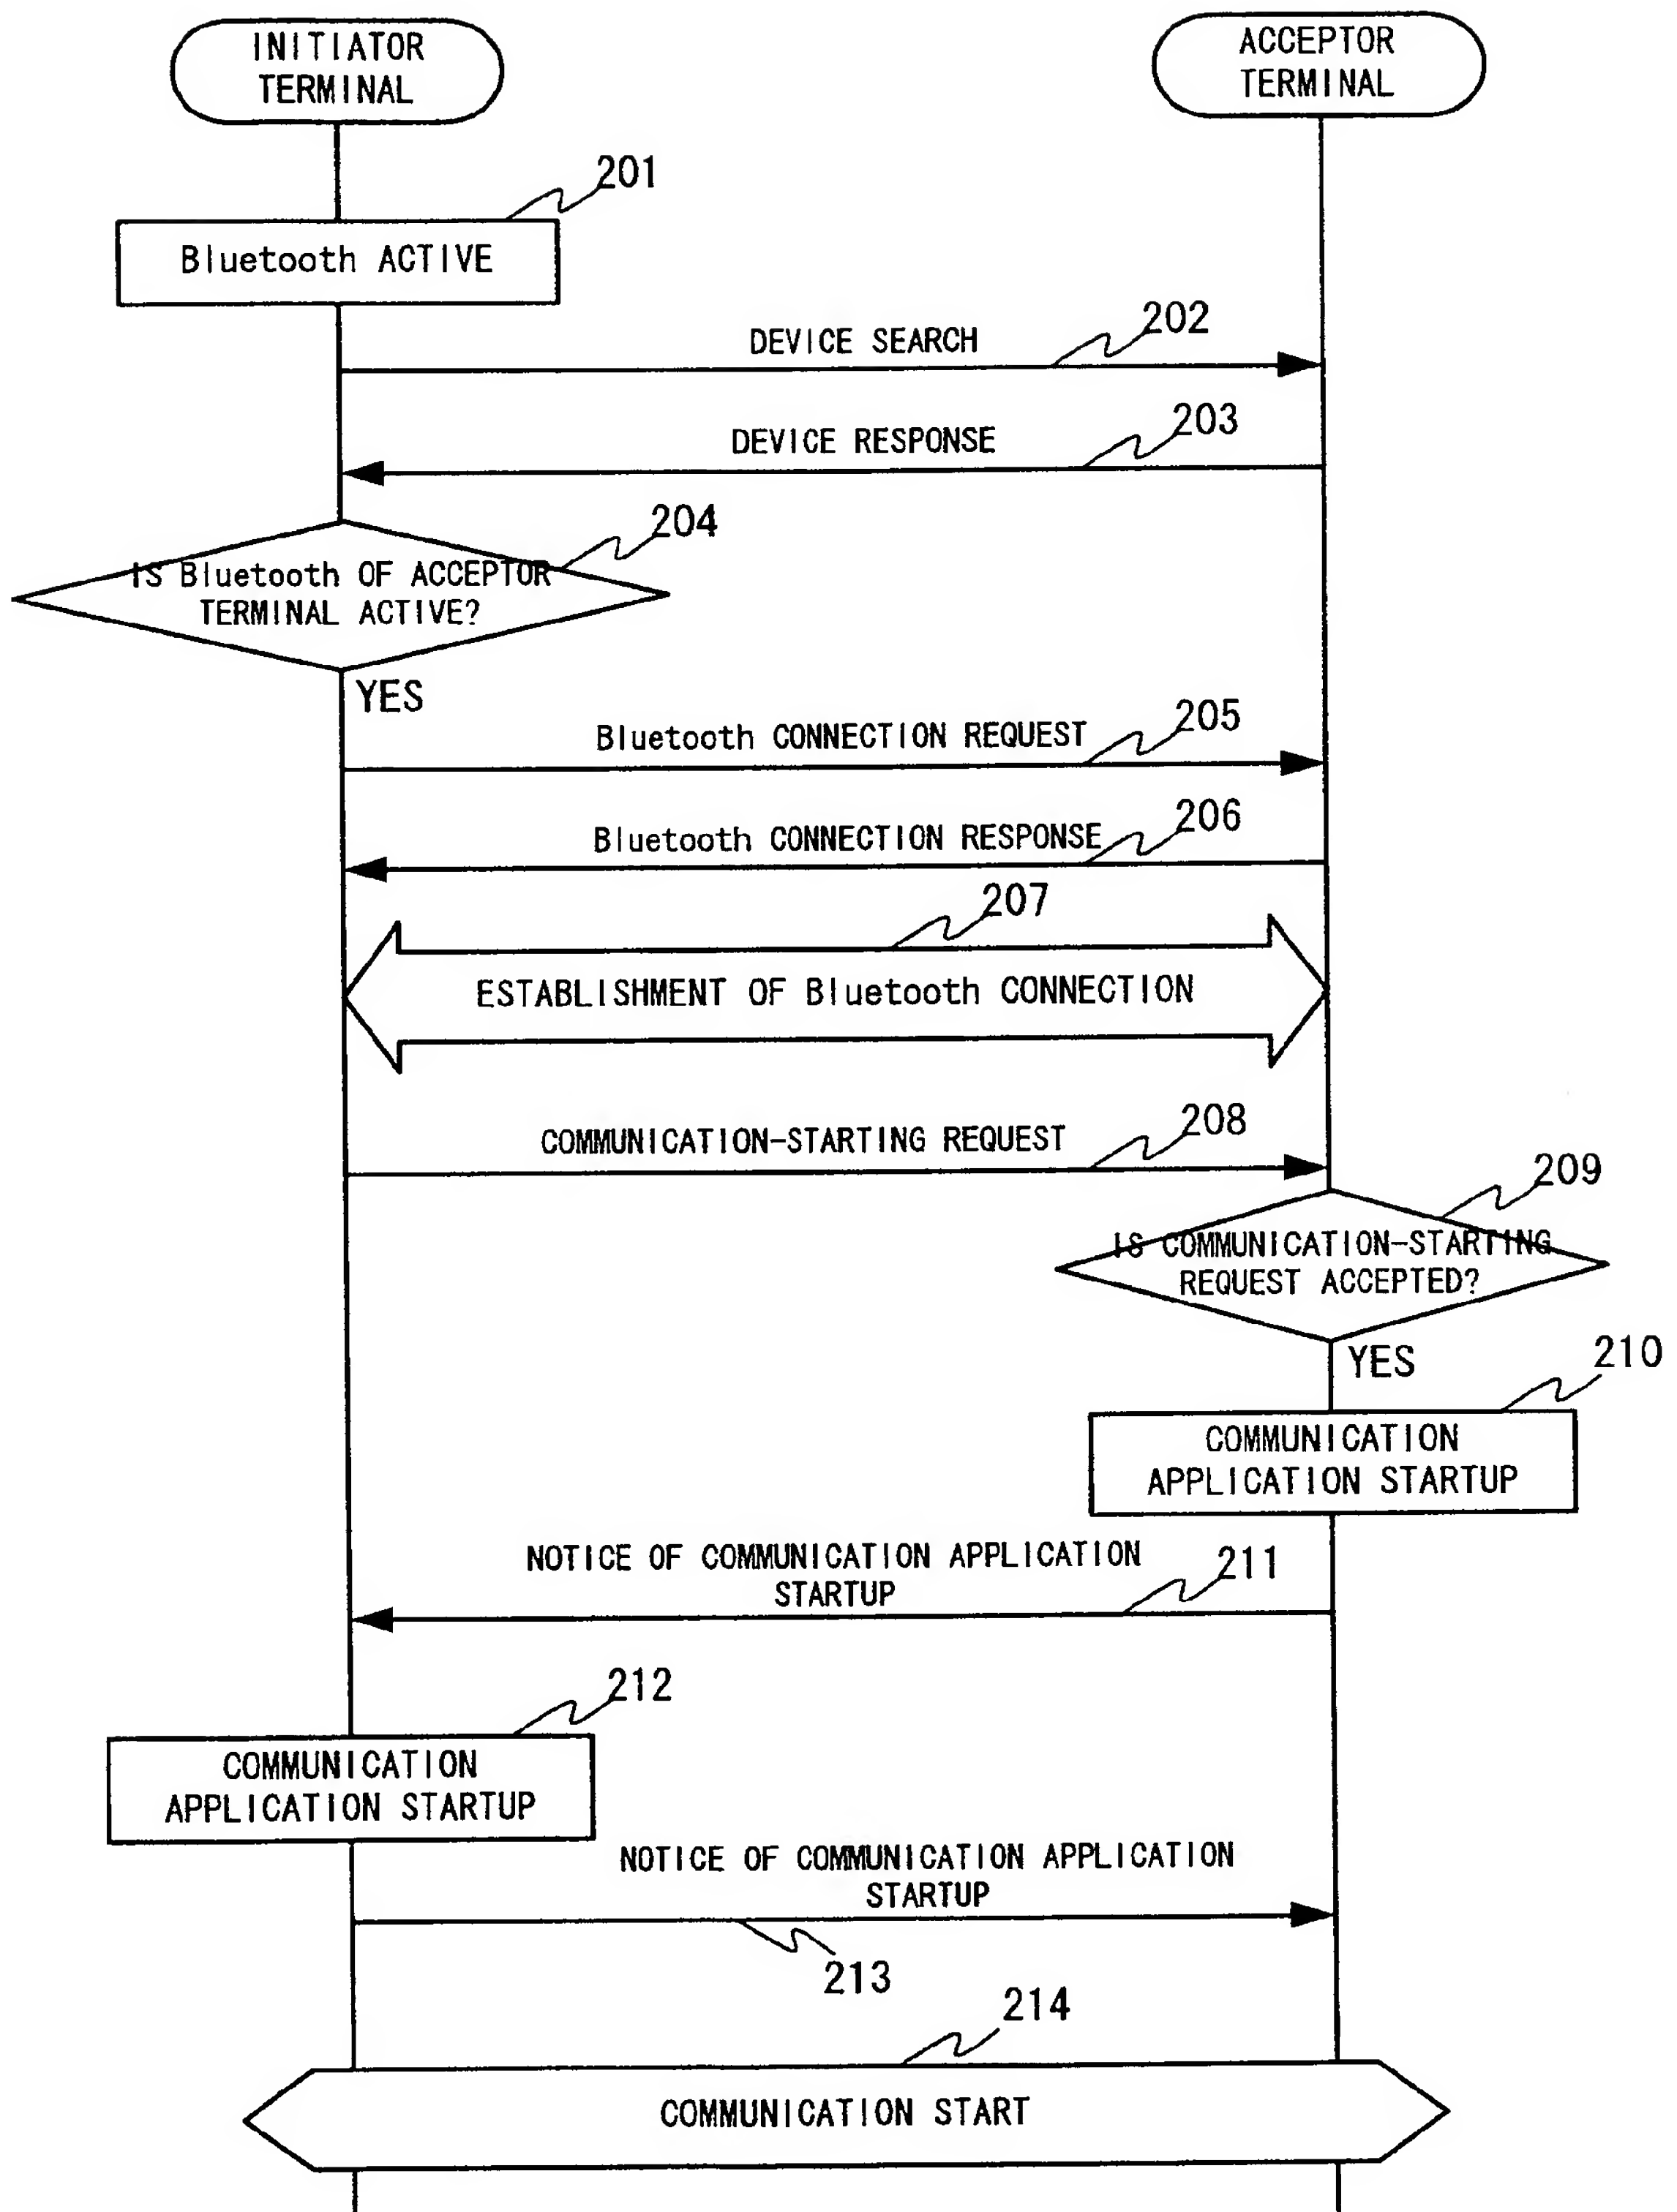 INITIATOR
TERMINAL
ACCEPTOR
TERMINAL
201
Bluetooth ACTIVE
202
DEVICE SEARCH
203
DEVICE RESPONSE
204
IS Bluetooth OF ACCEPTOR
TERMINAL ACTIVE?
YES
205
Bluetooth CONNECTION REQUEST
206
Bluetooth CONNECTION RESPONSE
207
ESTABLISHMENT OF Bluetooth CONNECTION
208
COMMUNICATION-STARTING REQUEST
209
IS COMMUNICATION-STARTING
REQUEST ACCEPTED?
YES
210
COMMUNICATION
APPLICATION STARTUP
NOTICE OF COMMUNICATION APPLICATION
STARTUP
211
212
COMMUNICATION
APPLICATION STARTUP
NOTICE OF COMMUNICATION APPLICATION
STARTUP
213
214
COMMUNICATION START